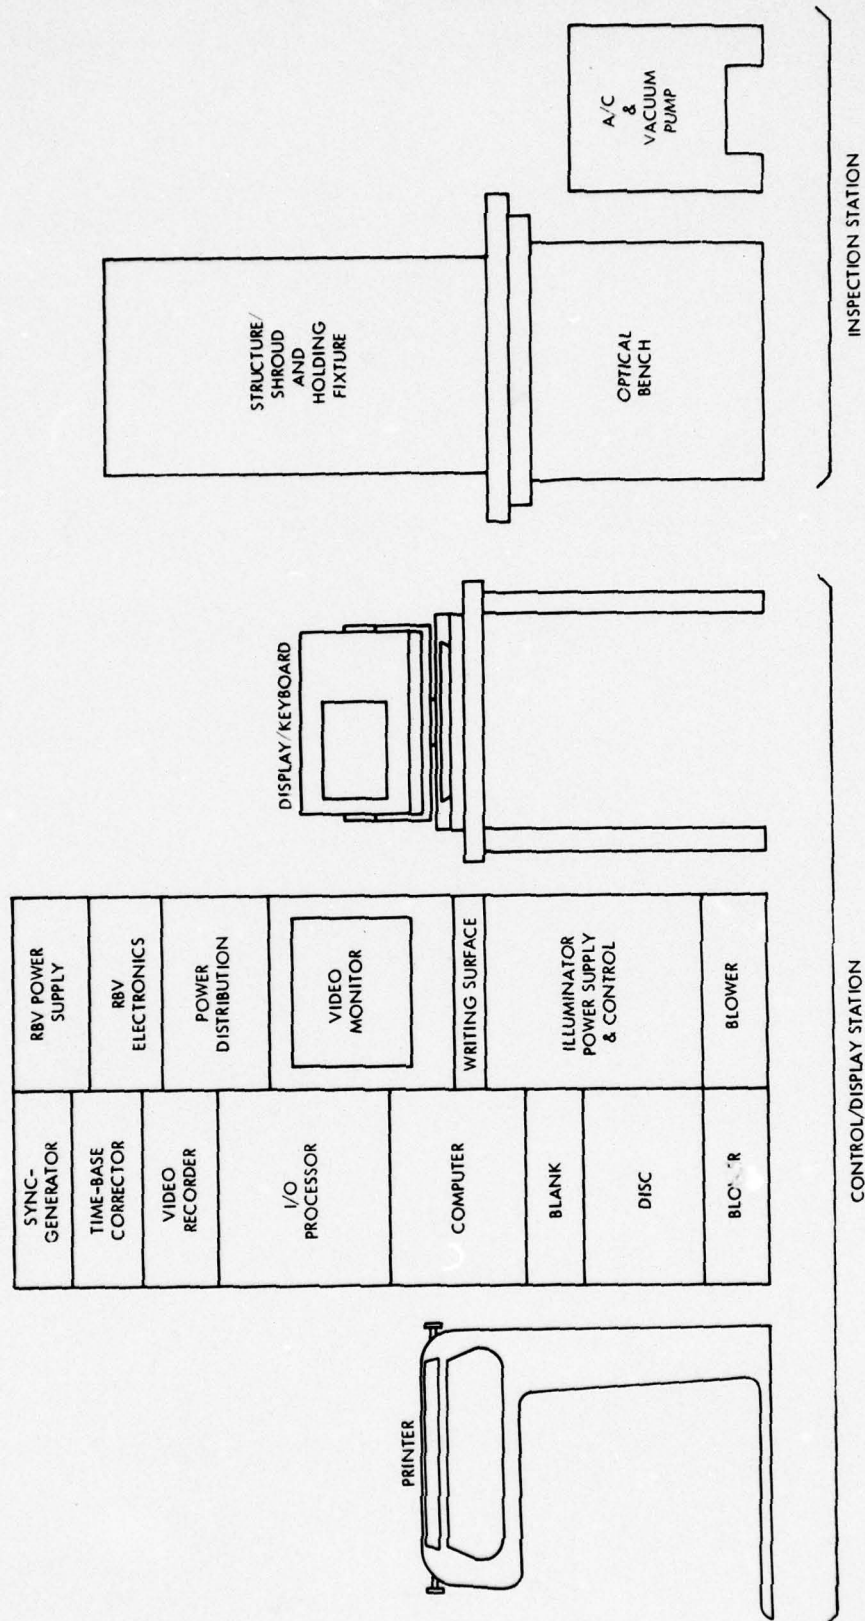 PRINTER
SYNC-
GENERATOR
TIME-BASE
CORRECTOR
VIDEO
RECORDER
I/O
PROCESSOR
COMPUTER
BLANK
DISC
BLOWER
RBV POWER
SUPPLY
RBV
ELECTRONICS
POWER
DISTRIBUTION
VIDEO
MONITOR
WRITING SURFACE
ILLUMINATOR
POWER SUPPLY
& CONTROL
BLOWER
DISPLAY/KEYBOARD
STRUCTURE/
SHROUD
AND
HOLDING
FIXTURE
OPTICAL
BENCH
A/C
&
VACUUM
PUMP
CONTROL/DISPLAY STATION
INSPECTION STATION